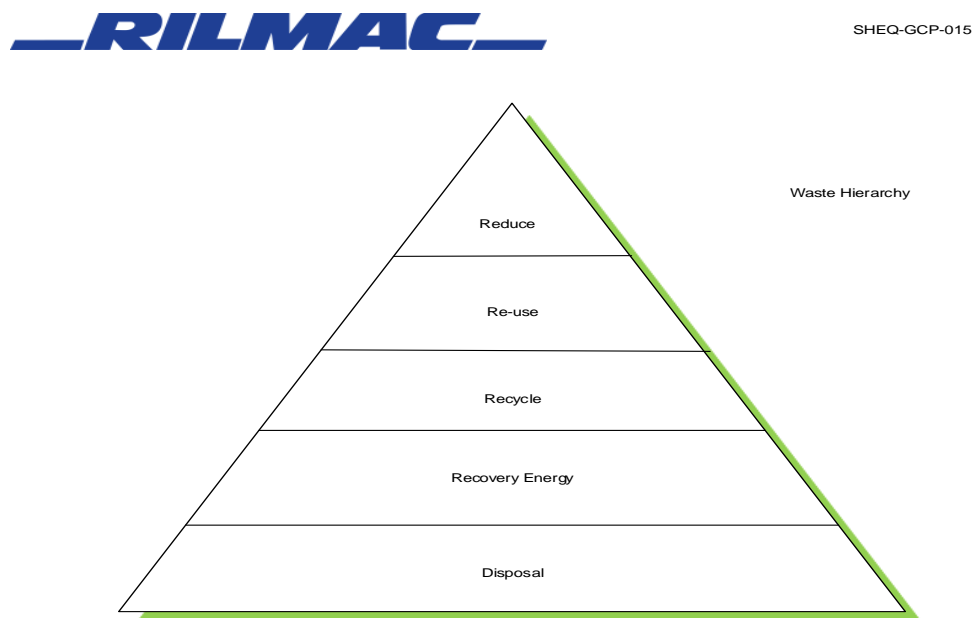 RILMAC
SHEQ-GCP-015
Waste Hierarchy
Reduce
Re-use
Recycle
Recovery Energy
Disposal